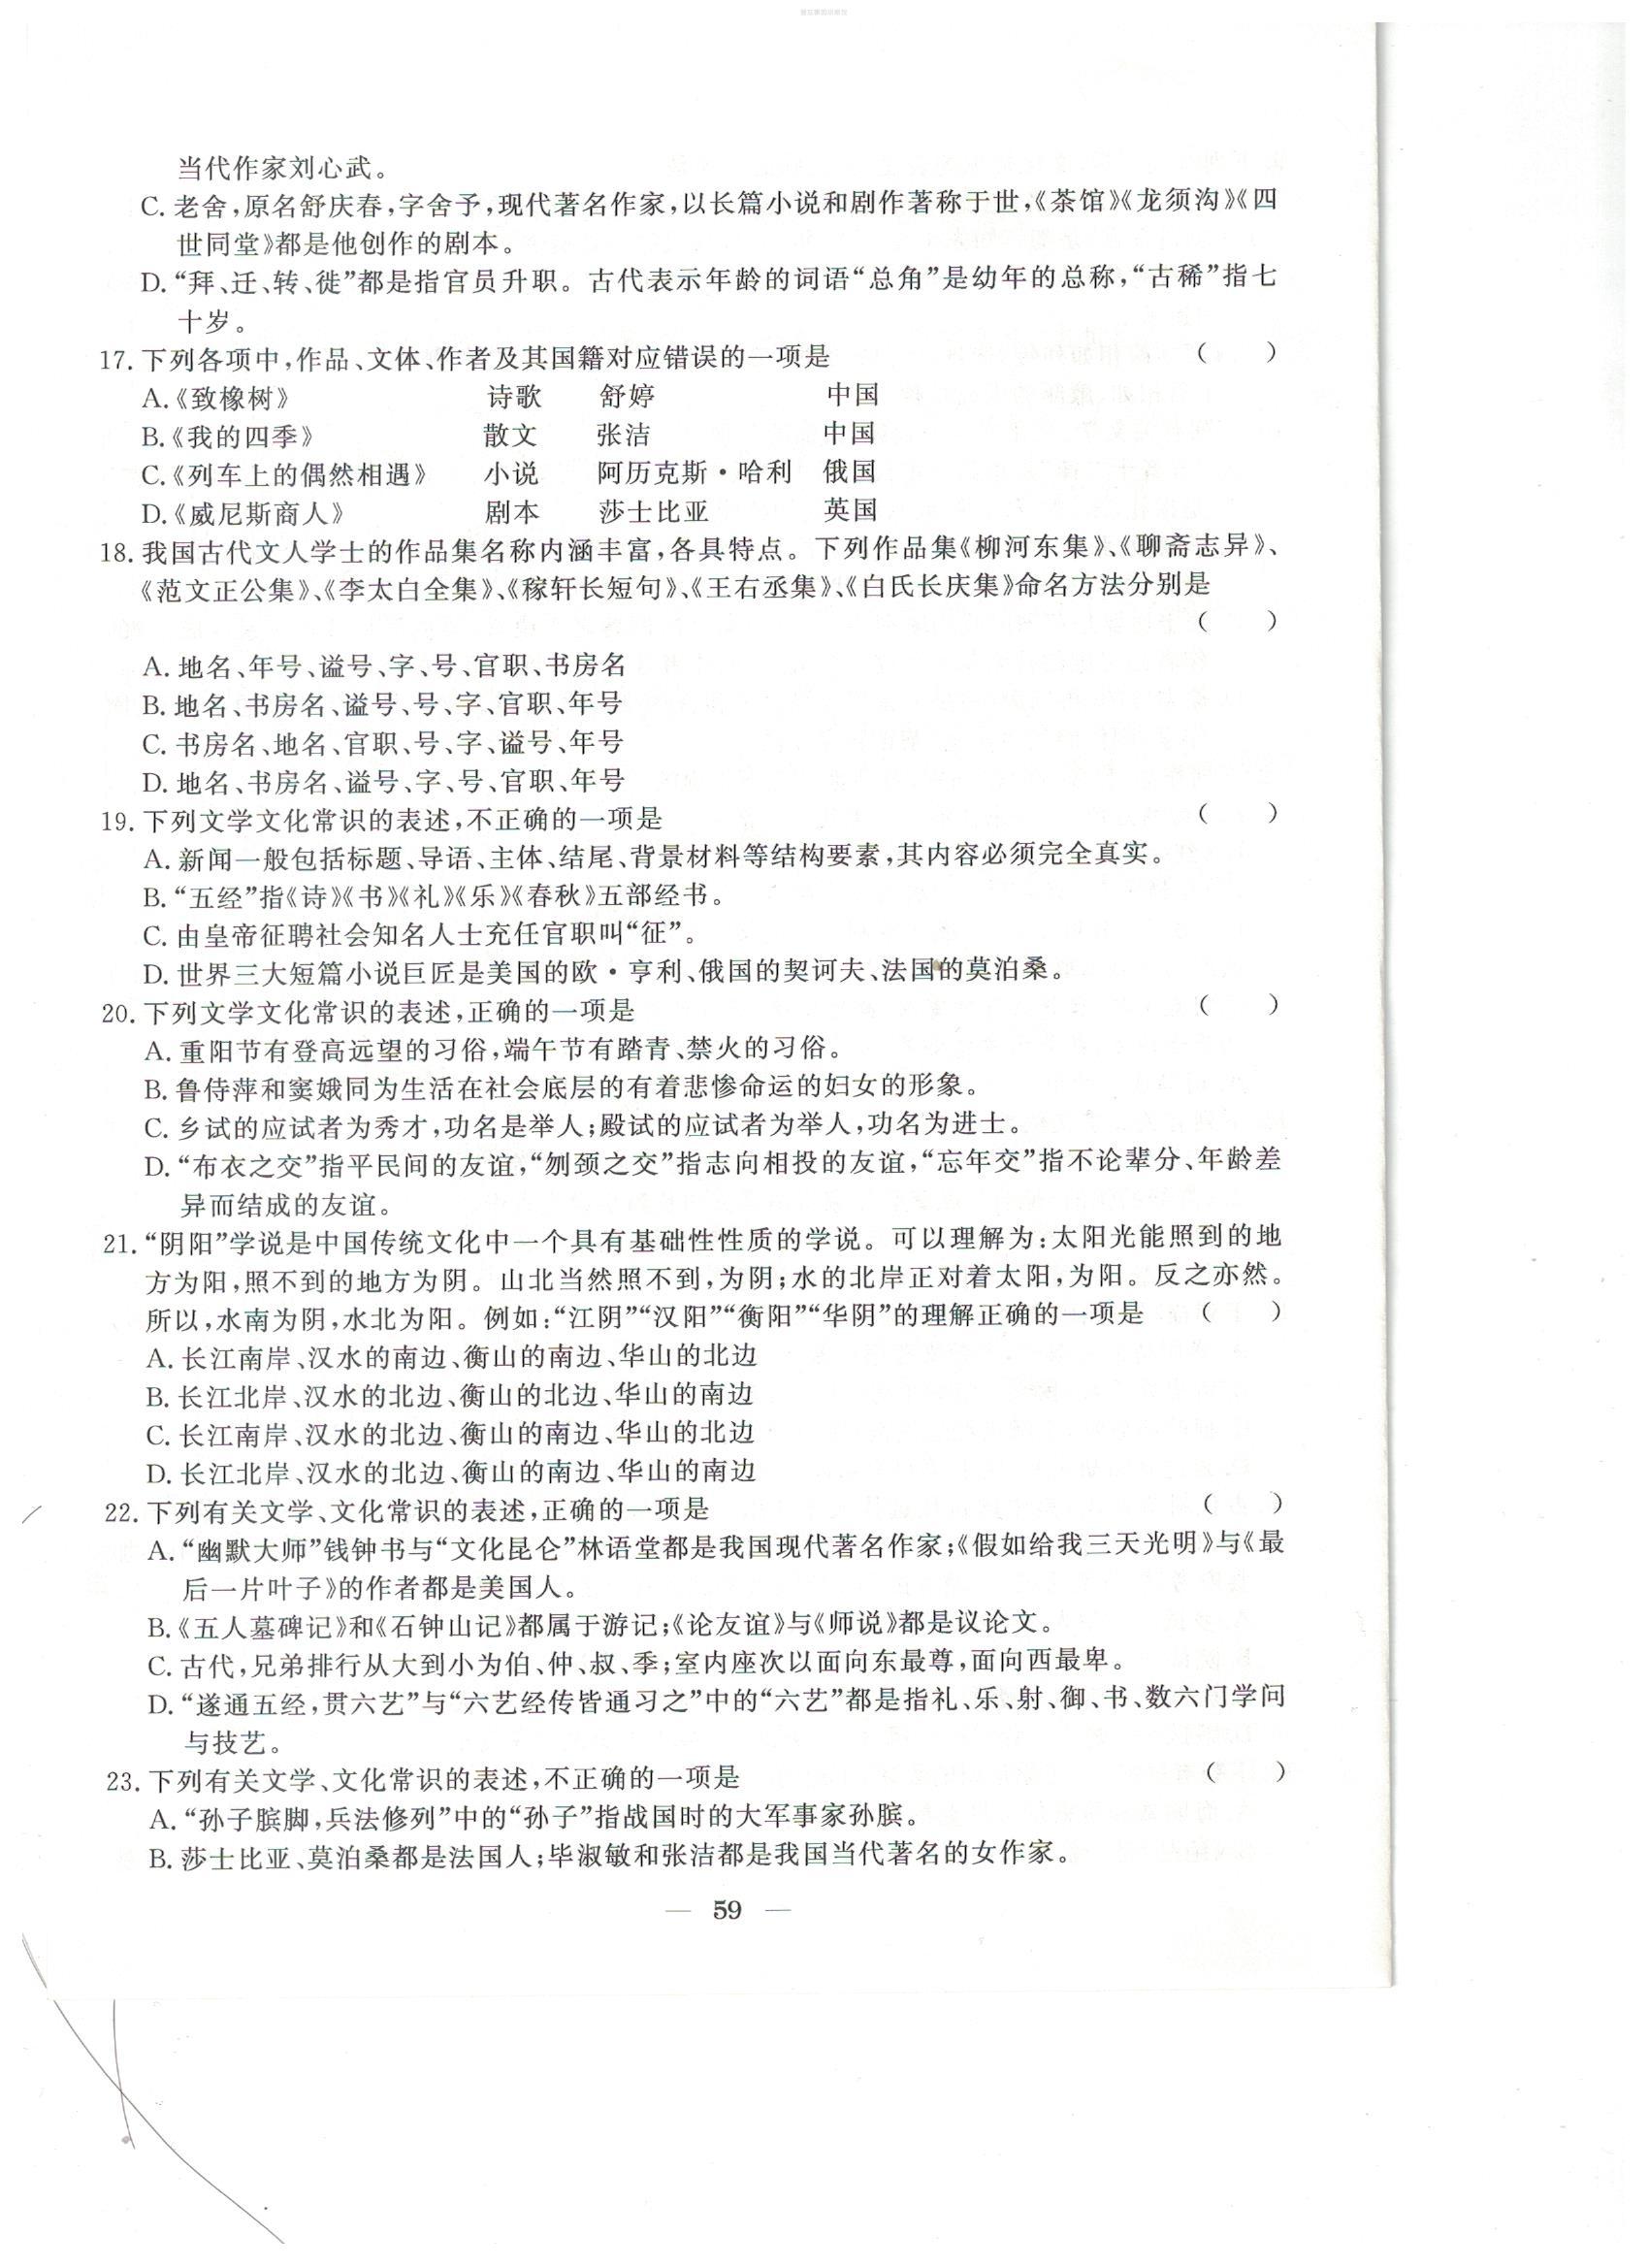 当代作家刘心武。
C. 老舍,原名舒庆春,字舍予,现代著名作家,以长篇小说和剧作著称于世,《茶馆》《龙须沟》《四
世同堂》都是他创作的剧本。
D. “拜、迁、转、徙”都是指官员升职。古代表示年龄的词语“总角”是幼年的总称,“古稀”指七
十岁。
17. 下列各项中,作品、文体、作者及其国籍对应错误的一项是 ( )
A.《致橡树》 诗歌 舒婷 中国
B.《我的四季》 散文 张洁 中国
C.《列车上的偶然相遇》 小说 阿历克斯·哈利 俄国
D.《威尼斯商人》 剧本 莎士比亚 英国
18. 我国古代文人学士的作品集名称内涵丰富,各具特点。下列作品集《柳河东集》、《聊斋志异》、
《范文正公集》、《李太白全集》、《稼轩长短句》、《王右丞集》、《白氏长庆集》命名方法分别是
( )
A. 地名、年号、谥号、字、号、官职、书房名
B. 地名、书房名、谥号、号、字、官职、年号
C. 书房名、地名、官职、号、字、谥号、年号
D. 地名、书房名、谥号、字、号、官职、年号
19. 下列文学文化常识的表述,不正确的一项是 ( )
A. 新闻一般包括标题、导语、主体、结尾、背景材料等结构要素,其内容必须完全真实。
B. “五经”指《诗》《书》《礼》《乐》《春秋》五部经书。
C. 由皇帝征聘社会知名人士充任官职叫“征”。
D. 世界三大短篇小说巨匠是美国的欧·亨利、俄国的契诃夫、法国的莫泊桑。
20. 下列文学文化常识的表述,正确的一项是 ( )
A. 重阳节有登高远望的习俗,端午节有踏青、禁火的习俗。
B. 鲁侍萍和窦娥同为生活在社会底层的有着悲惨命运的妇女的形象。
C. 乡试的应试者为秀才,功名是举人;殿试的应试者为举人,功名为进士。
D. “布衣之交”指平民间的友谊,“刎颈之交”指志向相投的友谊,“忘年交”指不论辈分、年龄差
异而结成的友谊。
21. “阴阳”学说是中国传统文化中一个具有基础性性质的学说。可以理解为:太阳光能照到的地
方为阳,照不到的地方为阴。山北当然照不到,为阴;水的北岸正对着太阳,为阳。反之亦然。
所以,水南为阴,水北为阳。例如:“江阴”“汉阳”“衡阳”“华阴”的理解正确的一项是 ( )
A. 长江南岸、汉水的南边、衡山的南边、华山的北边
B. 长江北岸、汉水的北边、衡山的北边、华山的南边
C. 长江南岸、汉水的北边、衡山的南边、华山的北边
D. 长江北岸、汉水的北边、衡山的南边、华山的南边
22. 下列有关文学、文化常识的表述,正确的一项是 ( )
A. “幽默大师”钱钟书与“文化昆仑”林语堂都是我国现代著名作家;《假如给我三天光明》与《最
后一片叶子》的作者都是美国人。
B.《五人墓碑记》和《石钟山记》都属于游记;《论友谊》与《师说》都是议论文。
C. 古代,兄弟排行从大到小为伯、仲、叔、季;室内座次以面向东最尊,面向西最卑。
D. “遂通五经,贯六艺”与“六艺经传皆通习之”中的“六艺”都是指礼、乐、射、御、书、数六门学问
与技艺。
23. 下列有关文学、文化常识的表述,不正确的一项是 ( )
A. “孙子膑脚,兵法修列”中的“孙子”指战国时的大军事家孙膑。
B. 莎士比亚、莫泊桑都是法国人;毕淑敏和张洁都是我国当代著名的女作家。
— 59 —